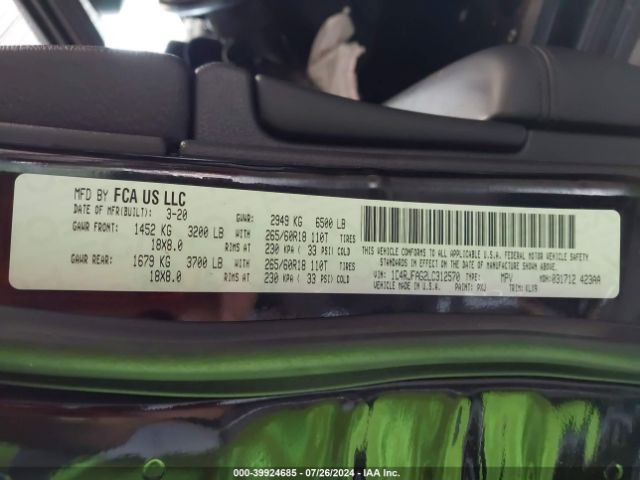 MFD BY FCA US LLC
DATE OF MFR(BUILT): 3-20 GVWR: 2949 KG 6500 LB
GAWR FRONT: 1452 KG 3200 LB WITH 265/60R18 110T TIRES
18X8.0 RIMS AT 230 KPA ( 33 PSI) COLD
GAWR REAR: 1679 KG 3700 LB WITH 265/60R18 110T TIRES
18X8.0 RIMS AT 230 KPA ( 33 PSI) COLD
THIS VEHICLE CONFORMS TO ALL APPLICABLE U.S.A. FEDERAL MOTOR VEHICLE SAFETY
STANDARDS IN EFFECT ON THE DATE OF MANUFACTURE SHOWN ABOVE.
VIN: 1C4RJFAG2LC312570 TYPE: MPV MDH: 031712 423AA
VEHICLE MADE IN U.S.A. PAINT: PXJ TRIM: KLX9
000-39924685 / 07/26/2024 - IAA Inc.